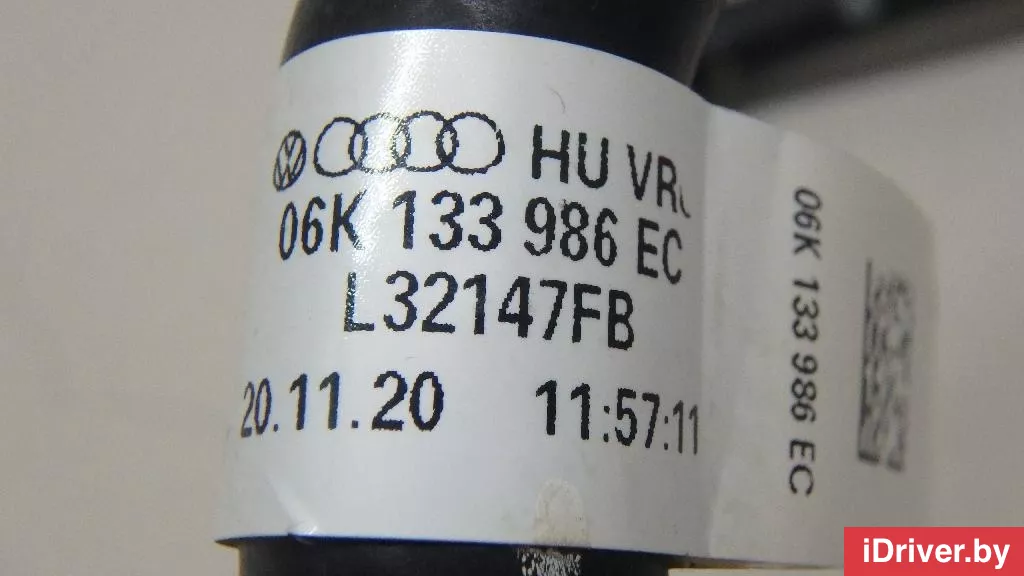 HU
06K 133 986 EC
L32147FB
20.11.20 11:57:11
06K 133 986 EC
iDriver.by